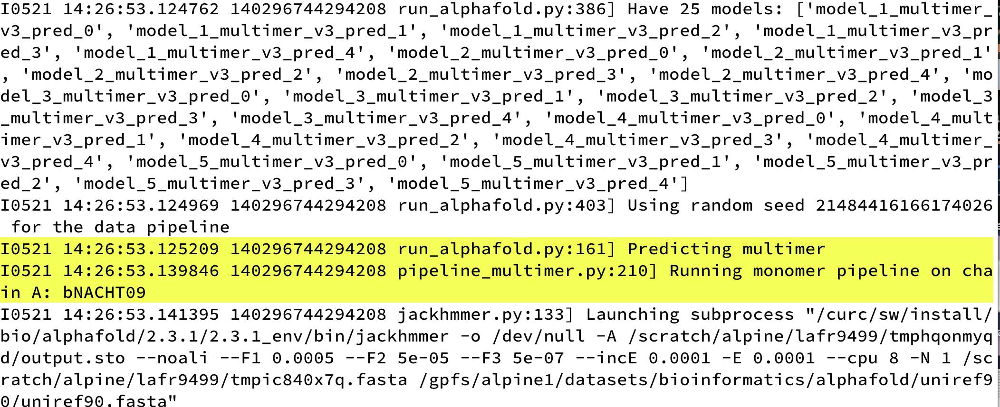 I0521 14:26:53.124762 140296744294208 run_alphafold.py:386] Have 25 models: ['model_1_multimer_
v3_pred_0', 'model_1_multimer_v3_pred_1', 'model_1_multimer_v3_pred_2', 'model_1_multimer_v3_pr
ed_3', 'model_1_multimer_v3_pred_4', 'model_2_multimer_v3_pred_0', 'model_2_multimer_v3_pred_1'
, 'model_2_multimer_v3_pred_2', 'model_2_multimer_v3_pred_3', 'model_2_multimer_v3_pred_4', 'mo
del_3_multimer_v3_pred_0', 'model_3_multimer_v3_pred_1', 'model_3_multimer_v3_pred_2', 'model_3
_multimer_v3_pred_3', 'model_3_multimer_v3_pred_4', 'model_4_multimer_v3_pred_0', 'model_4_mult
imer_v3_pred_1', 'model_4_multimer_v3_pred_2', 'model_4_multimer_v3_pred_3', 'model_4_multimer_
v3_pred_4', 'model_5_multimer_v3_pred_0', 'model_5_multimer_v3_pred_1', 'model_5_multimer_v3_pr
ed_2', 'model_5_multimer_v3_pred_3', 'model_5_multimer_v3_pred_4']
I0521 14:26:53.124969 140296744294208 run_alphafold.py:403] Using random seed 21484416166174026
 for the data pipeline
I0521 14:26:53.125209 140296744294208 run_alphafold.py:161] Predicting multimer
I0521 14:26:53.139846 140296744294208 pipeline_multimer.py:210] Running monomer pipeline on cha
in A: bNACHT09
I0521 14:26:53.141395 140296744294208 jackhmmer.py:133] Launching subprocess "/curc/sw/install/
bio/alphafold/2.3.1/2.3.1_env/bin/jackhmmer -o /dev/null -A /scratch/alpine/lafr9499/tmphqonmyq
d/output.sto --noali --F1 0.0005 --F2 5e-05 --F3 5e-07 --incE 0.0001 -E 0.0001 --cpu 8 -N 1 /sc
ratch/alpine/lafr9499/tmpic840x7q.fasta /gpfs/alpine1/datasets/bioinformatics/alphafold/uniref9
0/uniref90.fasta"